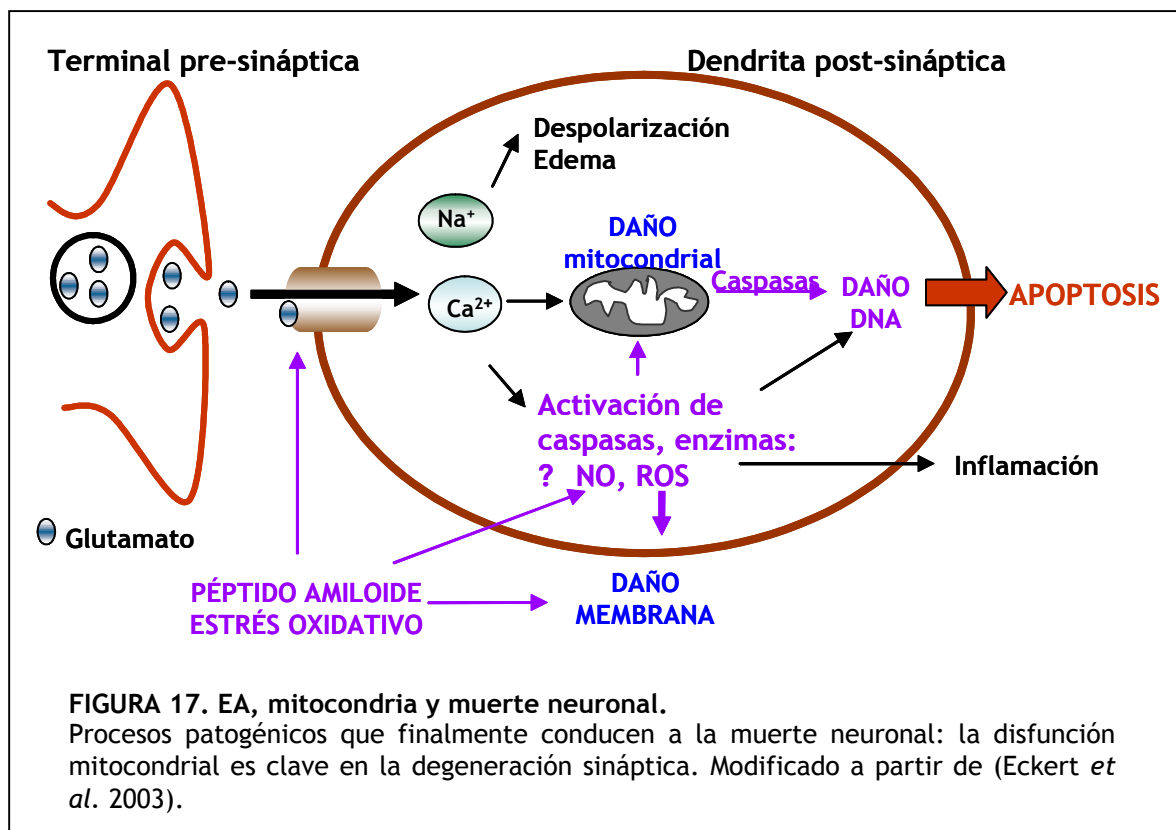 Terminal pre-sináptica
Dendrita post-sináptica
Despolarización
Edema
Na+
DAÑO
mitocondrial
Ca2+
Caspasas
DAÑO
DNA
APOPTOSIS
Activación de
caspasas, enzimas:
? NO, ROS
Inflamación
Glutamato
PÉPTIDO AMILOIDE
ESTRÉS OXIDATIVO
DAÑO
MEMBRANA
FIGURA 17. EA, mitocondria y muerte neuronal.
Procesos patogénicos que finalmente conducen a la muerte neuronal: la disfunción
mitocondrial es clave en la degeneración sináptica. Modificado a partir de (Eckert et
al. 2003).